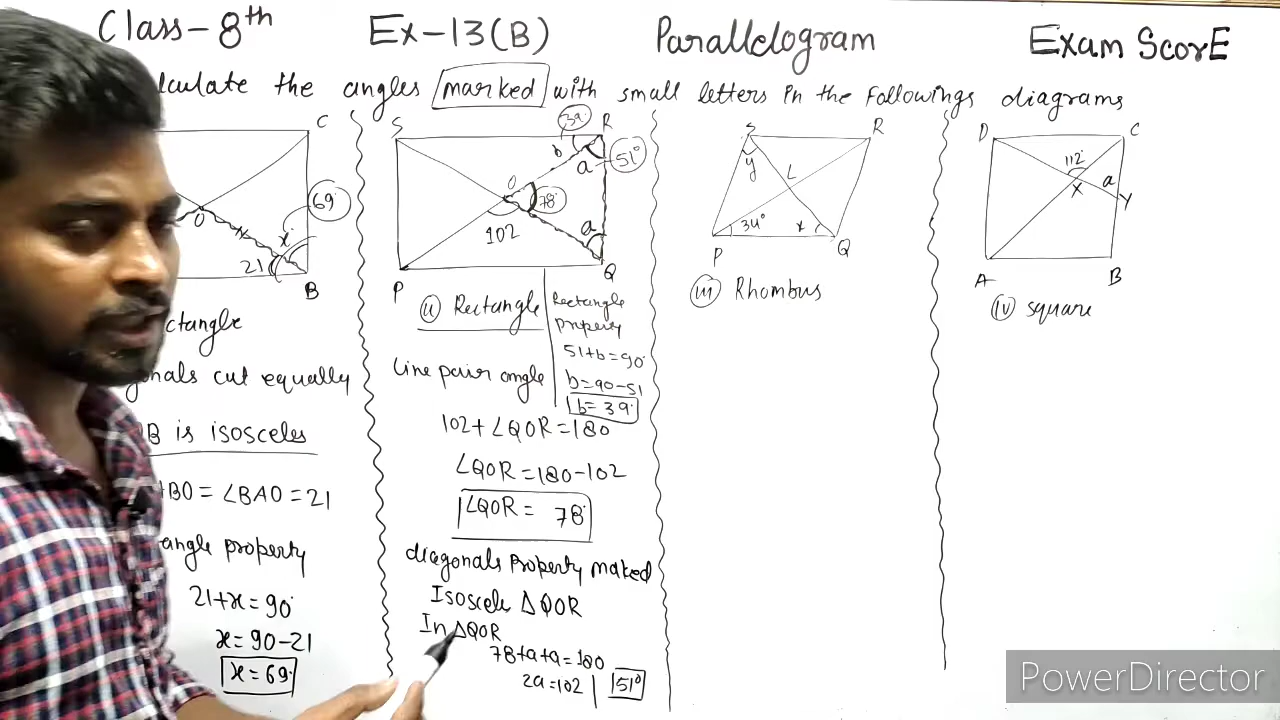 Class-8th Ex-13(B) Parallelogram Exam ScorE
lculate the angles marked with small letters in the followings diagrams
C
69°
O
x
x°
21
B
ctangle
gonals cut equally
B is isosceles
BO = ∠BAO = 21
angle property
21+x=90°
x=90-21
x=69°
S
R
39°
b
a
51°
O
78°
102
a
P
Q
(ii) Rectangle
Rectangle
property
51+b=90°
b=90-51
b=39°
Line pair angle
102+∠QOR=180
∠QOR=180-102
∠QOR= 78°
diagonals Property maked
Isoscele ΔQOR
In ΔQOR
78+a+a=180
2a=102
51°
S
R
y
L
34°
x
P
Q
(iii) Rhombus
D
C
112°
a
X
Y
A
B
(iv) square
PowerDirector